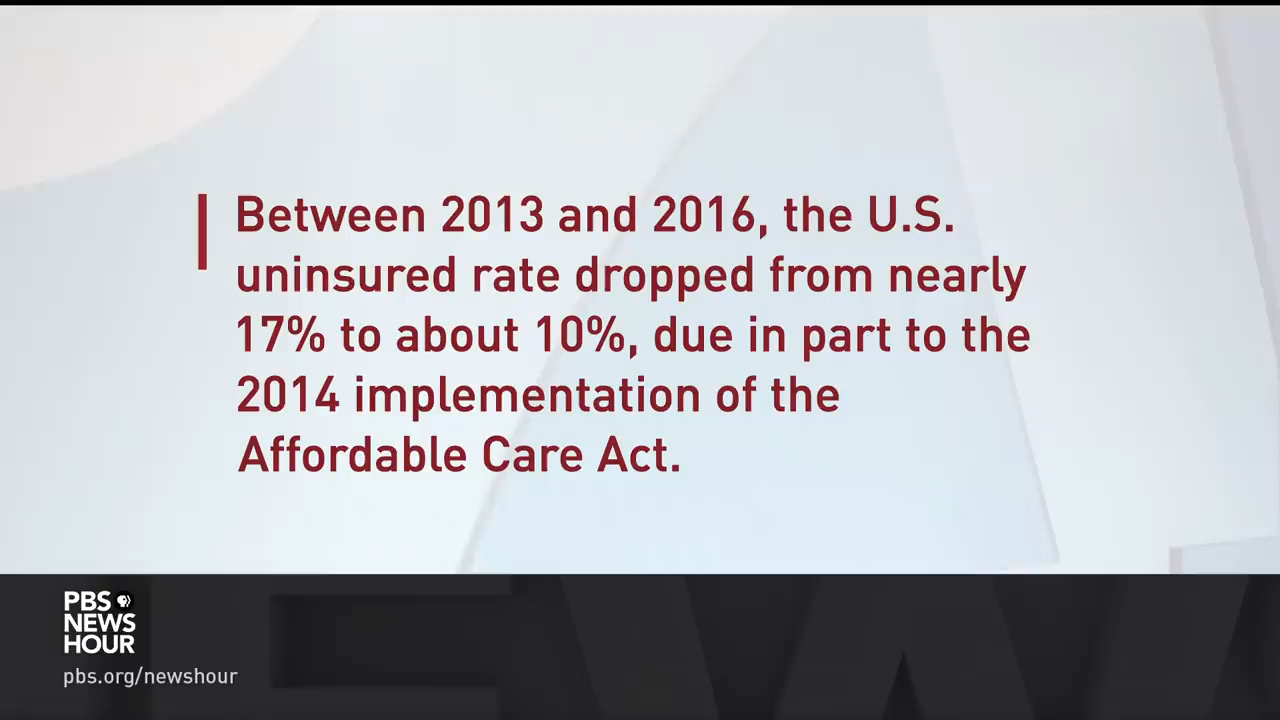 Between 2013 and 2016, the U.S.
uninsured rate dropped from nearly
17% to about 10%, due in part to the
2014 implementation of the
Affordable Care Act.
PBS
NEWS
HOUR
pbs.org/newshour